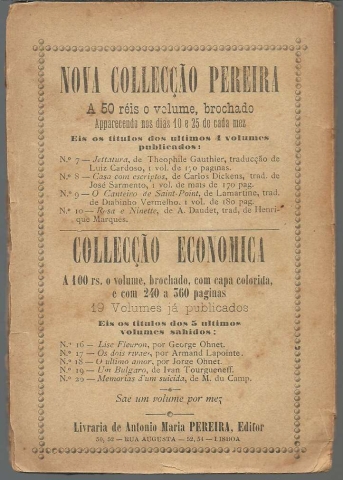 NOVA COLLECÇÃO PEREIRA
A 50 réis o volume, brochado
Apparecendo nos dias 10 e 25 de cada mez
Eis os titulos dos ultimos 4 volumes
publicados:
N.º 7 — Jettatura, de Theophile Gauthier, traducção de
Luiz Cardoso, 1 vol. de 170 paginas.
N.º 8 — Casa com escriptos, de Carlos Dickens, trad. de
José Sarmento, 1 vol. de mais de 170 pag.
N.º 9 — O Canteiro de Saint-Point, de Lamartine, trad.
de Diabinho Vermelho. 1 vol. de 180 pag.
N.º 10 — Rosa e Ninette, de A. Daudet, trad. de Henri-
que Marques.
COLLECÇÃO ECONOMICA
A 100 rs. o volume, brochado, com capa colorida,
e com 240 a 360 paginas
19 Volumes já publicados
Eis os titulos dos 5 ultimos
volumes sahidos:
N.º 16 — Lise Fleuron, por George Ohnet.
N.º 17 — Os dois rivaes, por Armand Lapointe.
N.º 18 — O ultimo amor, por Jorge Ohnet.
N.º 19 — Um Bulgaro, de Ivan Tourgueneff.
N.º 20 — Memorias d'um suicida, de M. du Camp.
Sae um volume por mez
Livraria de Antonio Maria PEREIRA, Editor
50, 52 — RUA AUGUSTA — 52, 54 — LISBOA